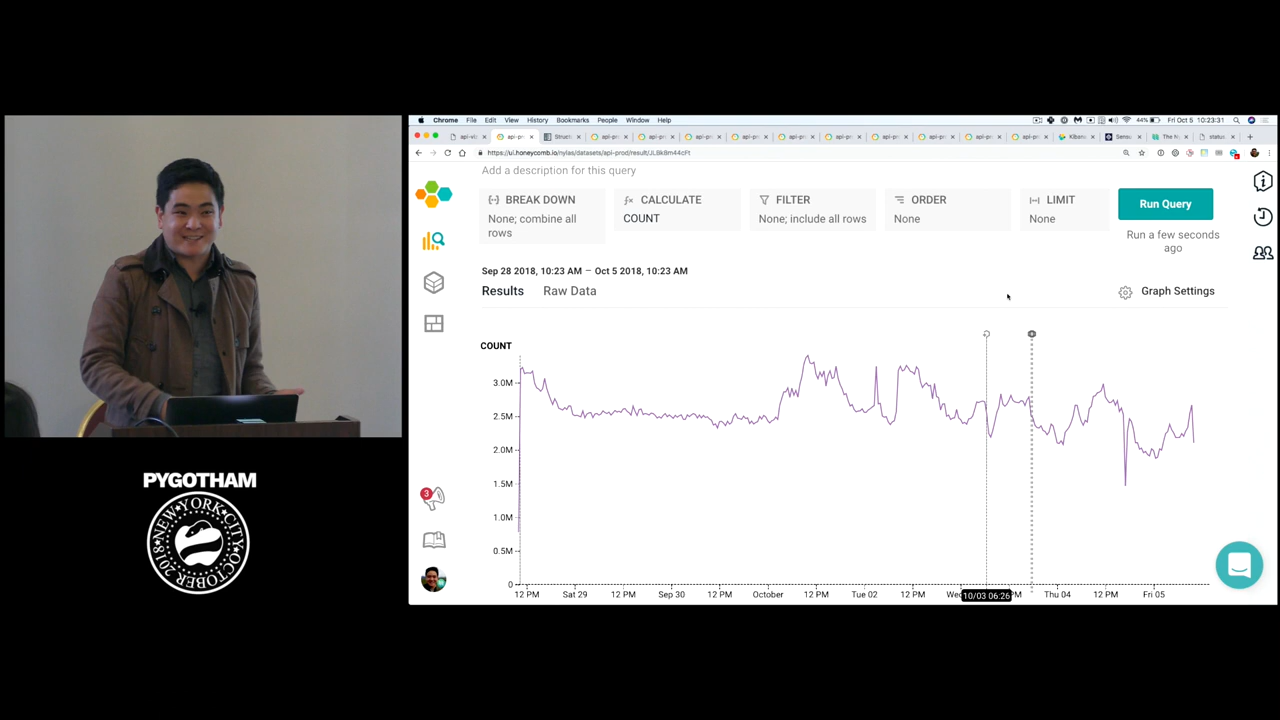 Chrome File Edit View History Bookmarks People Window Help
44% Fri Oct 5 10:23:31
https://ui.honeycomb.io/nylas/datasets/api-prod/result/JLBk8m44cFt
Add a description for this query
BREAK DOWN
None; combine all
rows
CALCULATE
COUNT
FILTER
None; include all rows
ORDER
None
LIMIT
None
Run Query
Run a few seconds
ago
Sep 28 2018, 10:23 AM – Oct 5 2018, 10:23 AM
Results Raw Data
Graph Settings
COUNT
3.0M
2.5M
2.0M
1.5M
1.0M
0.5M
0
12 PM Sat 29 12 PM Sep 30 12 PM October 12 PM Tue 02 12 PM 10/03 06:26 Thu 04 12 PM Fri 05
3
PYGOTHAM
NEW YORK CITY OCTOBER 2018